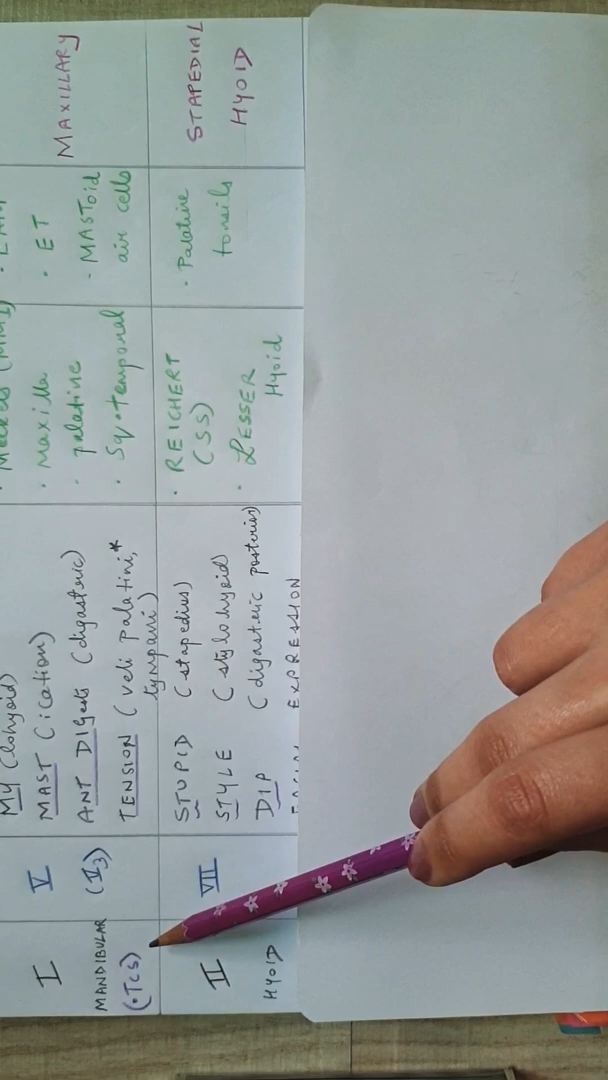 I
MANDIBULAR
(•TCS)
V
(V3)
MY (lohyoid)
MAST (ication)
ANT DIgests (digastric)
TENSION (veli palatini,*
tympani)
• Maxilla
• palatine
• Sq. temporal
• ET
• MASToid
air cells
MAXILLARY
II
HYOID
VII
STUPID (stapedius)
STYLE (stylohyoid)
DIP (digastric posterior)
EXPRESSION
• REICHERT
(SS)
• LESSER
Hyoid
• Palatine
tonsils
STAPEDIAL
HYOID